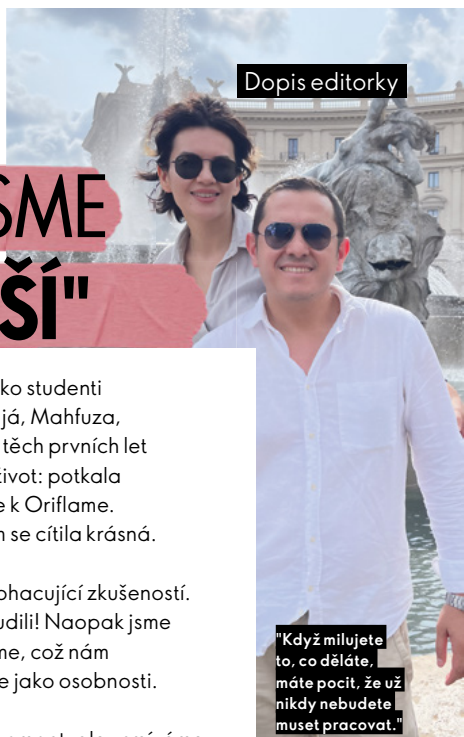 Dopis editorky
SME
ŠÍ"
ko studenti
já, Mahfuza,
těch prvních let
život: potkala
e k Oriflame.
se cítila krásná.
ohacující zkušeností.
udili! Naopak jsme
me, což nám
e jako osobnosti.
"Když milujete
to, co děláte,
máte pocit, že už
nikdy nebudete
muset pracovat."